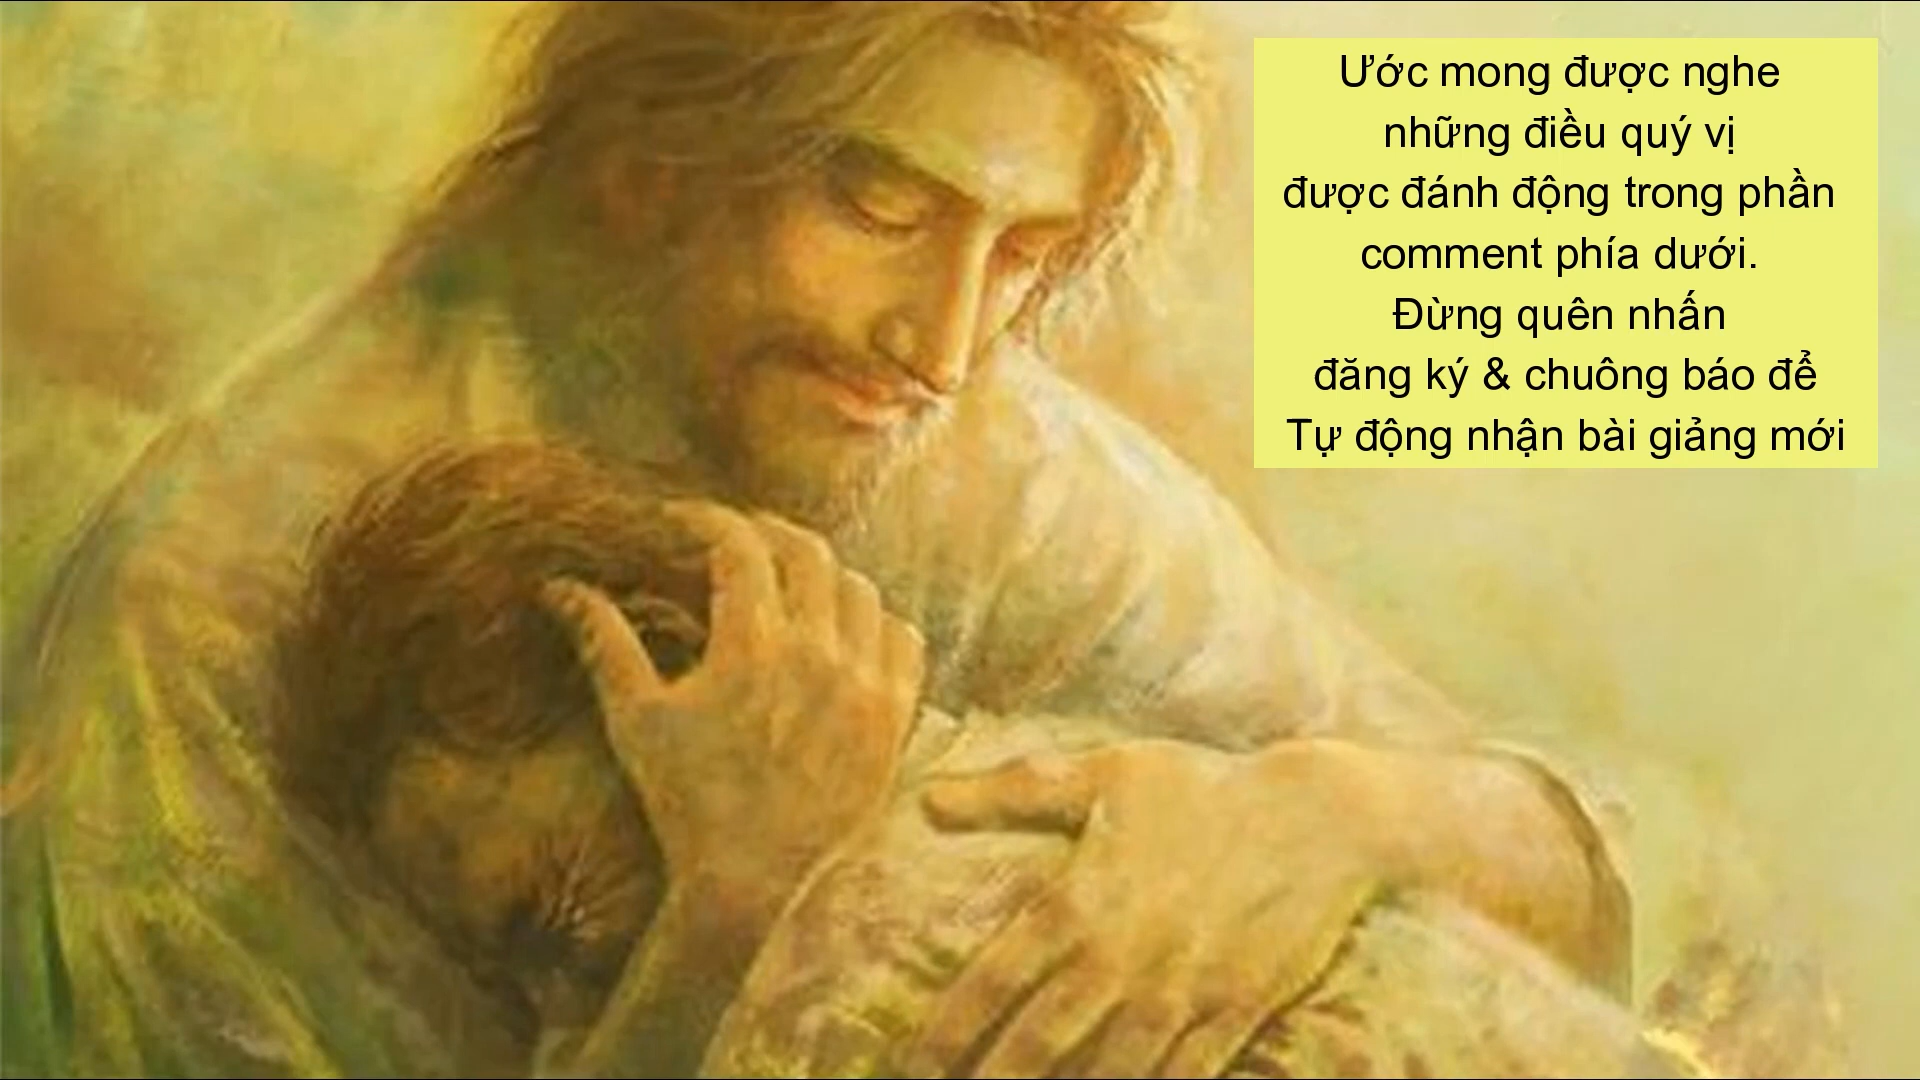 Ước mong được nghe
những điều quý vị
được đánh động trong phần
comment phía dưới.
Đừng quên nhấn
đăng ký & chuông báo để
Tự động nhận bài giảng mới